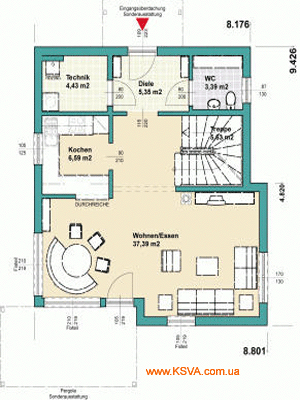 Eingangsüberdachung
Sonderausstattung
8.176
9.426
Technik
4,43 m2
Diele
5,35 m2
WC
3,39 m2
Kochen
6,59 m2
Treppe
5,63 m2
DURCHREICHE
4.820
Wohnen/Essen
37,39 m2
8.801
www.KSVA.com.ua
Pergola
Sonderausstattung